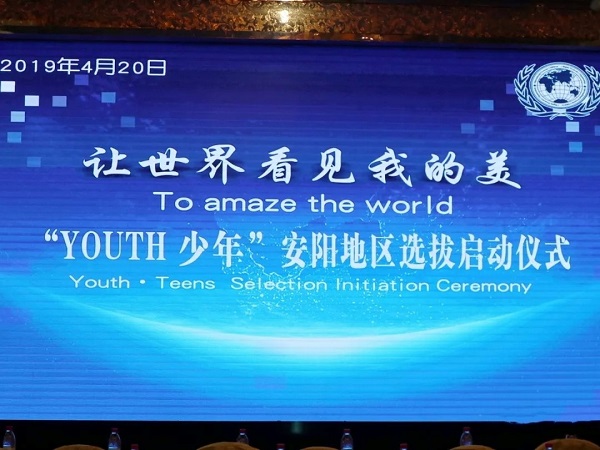 2019年4月20日
让世界看见我的美
To amaze the world
“YOUTH 少年”安阳地区选拔启动仪式
Youth·Teens Selection Initiation Ceremony